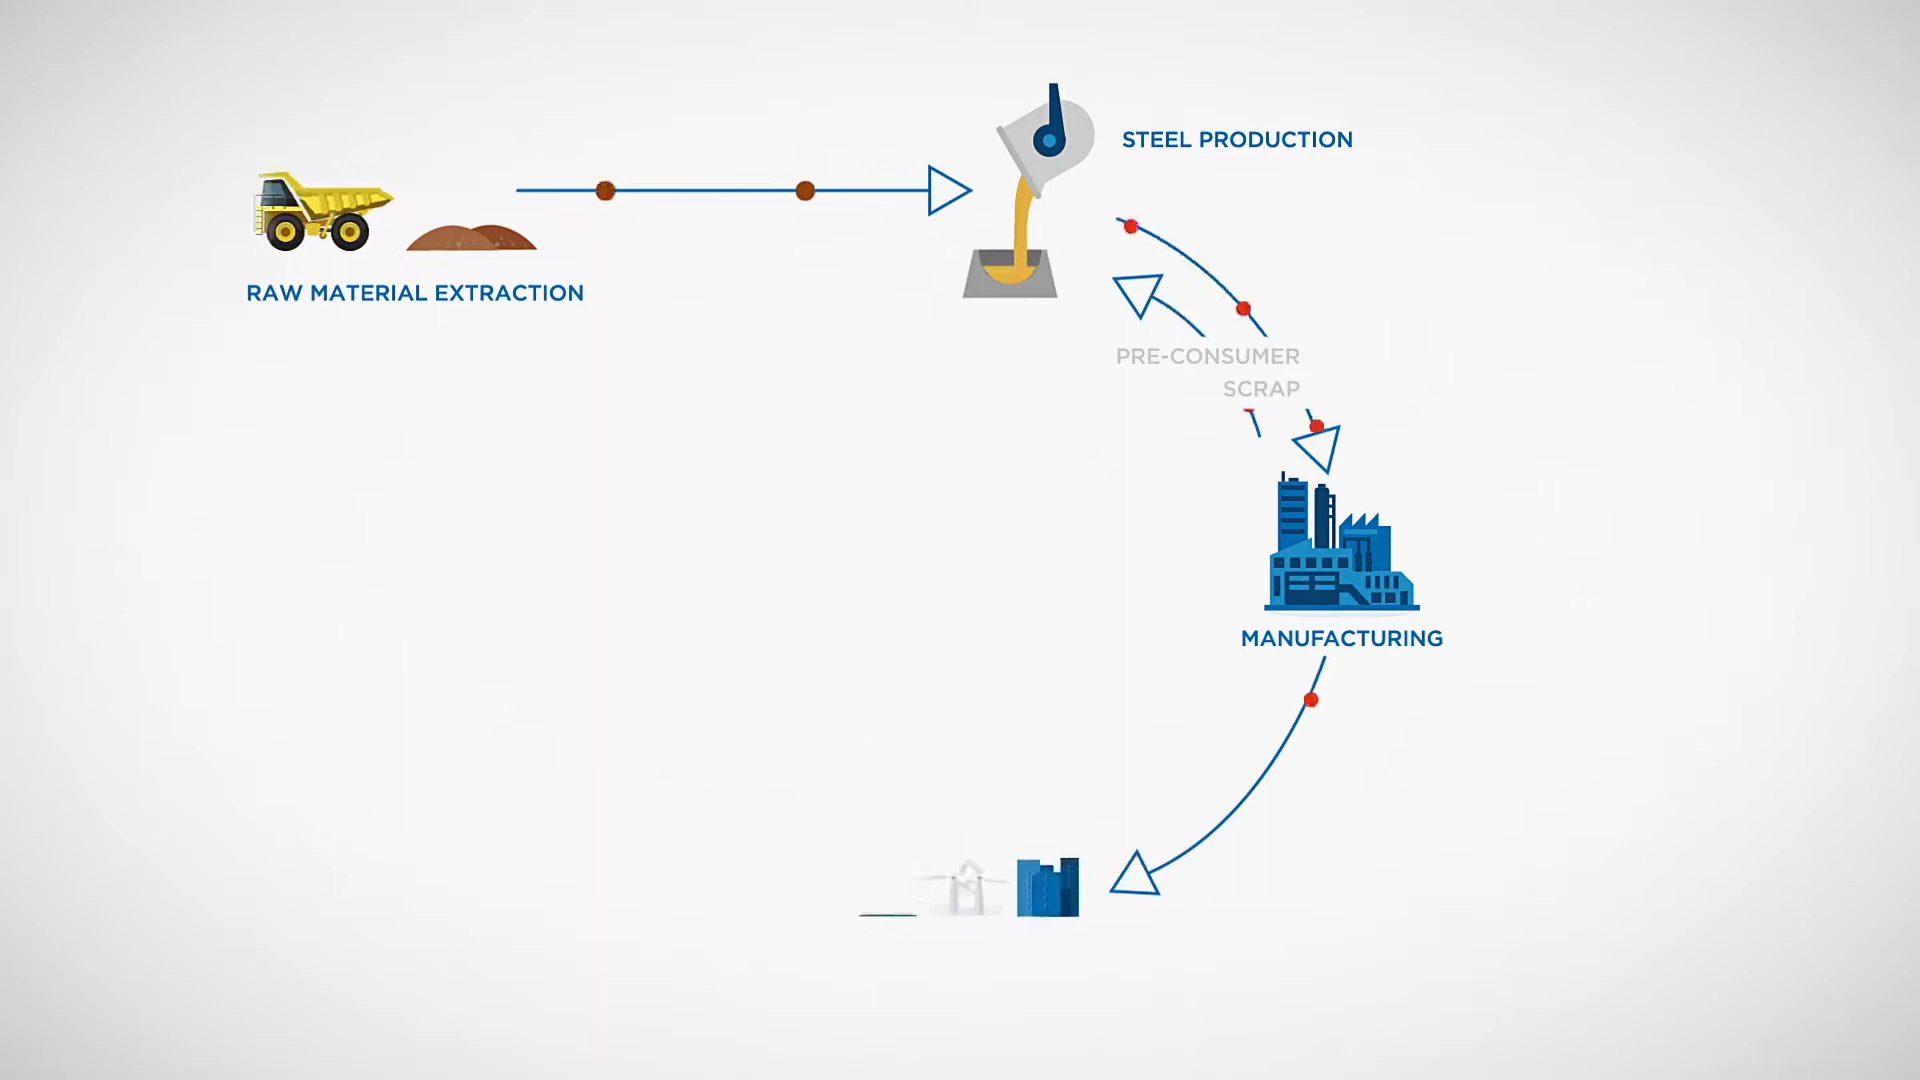 STEEL PRODUCTION
RAW MATERIAL EXTRACTION
PRE-CONSUMER
SCRAP
MANUFACTURING